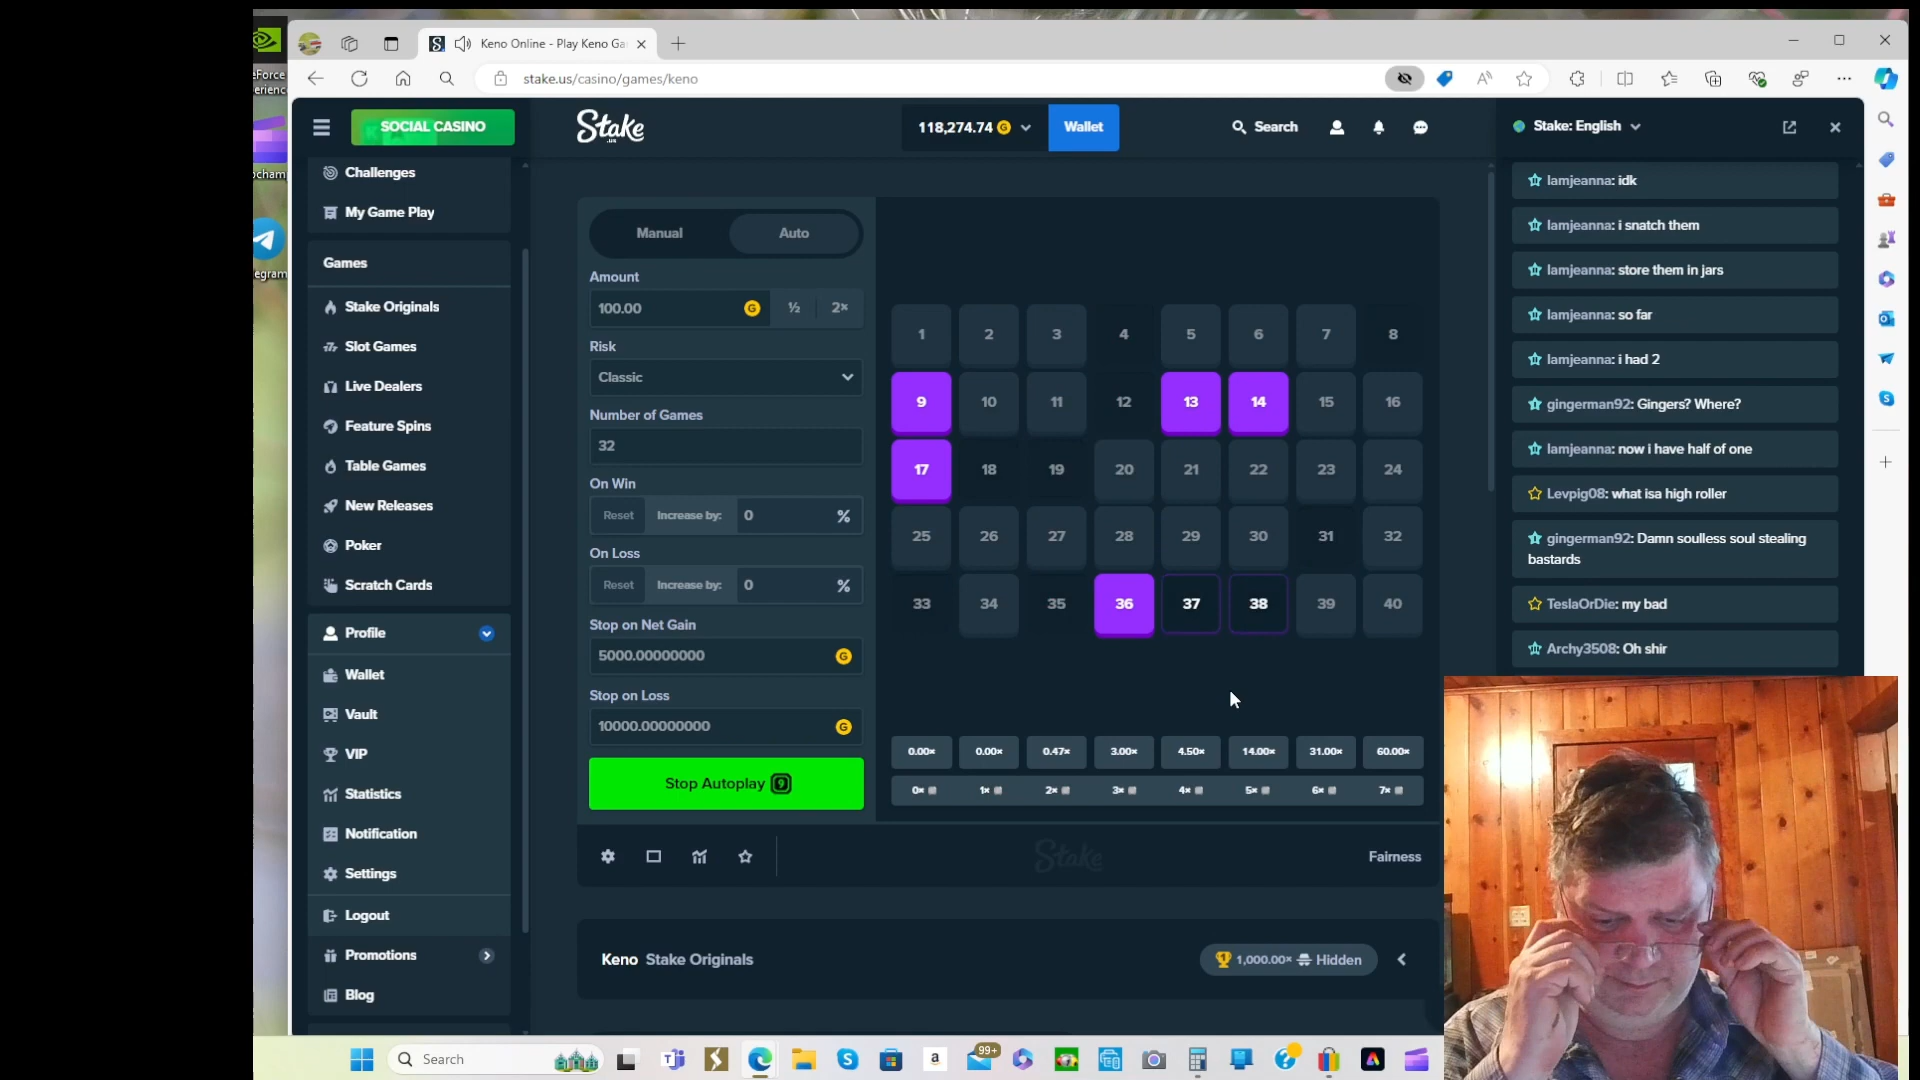 Keno Online - Play Keno Ga
eForce
erience
stake.us/casino/games/keno
SOCIAL CASINO
Stake
.US
118,274.74
Wallet
Search
Stake: English
Challenges
My Game Play
Games
Stake Originals
Slot Games
Live Dealers
Feature Spins
Table Games
New Releases
Poker
Scratch Cards
Profile
Wallet
Vault
VIP
Statistics
Notification
Settings
Logout
Promotions
Blog
egram
Manual Auto
Amount
100.00 ½ 2×
Risk
Classic
Number of Games
32
On Win
Reset Increase by: 0 %
On Loss
Reset Increase by: 0 %
Stop on Net Gain
5000.00000000
Stop on Loss
10000.00000000
Stop Autoplay
1 2 3 4 5 6 7 8
9 10 11 12 13 14 15 16
17 18 19 20 21 22 23 24
25 26 27 28 29 30 31 32
33 34 35 36 37 38 39 40
0.00× 0.00× 0.47× 3.00× 4.50× 14.00× 31.00× 60.00×
0× 1× 2× 3× 4× 5× 6× 7×
Stake
Fairness
Keno Stake Originals
1,000.00× Hidden
Iamjeanna: idk
Iamjeanna: i snatch them
Iamjeanna: store them in jars
Iamjeanna: so far
Iamjeanna: i had 2
gingerman92: Gingers? Where?
Iamjeanna: now i have half of one
Levpig08: what isa high roller
gingerman92: Damn soulless soul stealing
bastards
TeslaOrDie: my bad
Archy3508: Oh shir
Search
99+